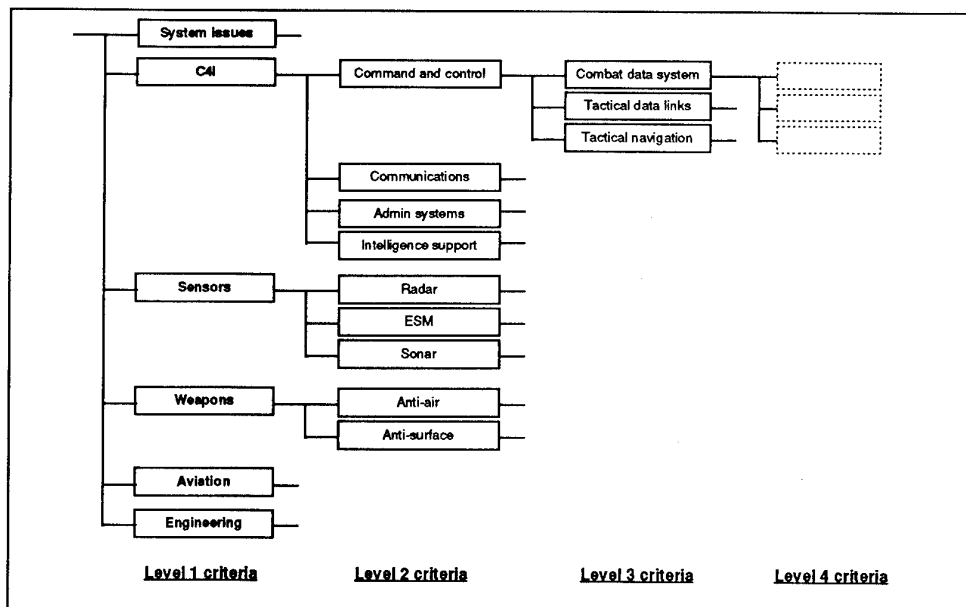 System issues
C4I
Command and control
Combat data system
Tactical data links
Tactical navigation
Communications
Admin systems
Intelligence support
Sensors
Radar
ESM
Sonar
Weapons
Anti-air
Anti-surface
Aviation
Engineering
Level 1 criteria
Level 2 criteria
Level 3 criteria
Level 4 criteria